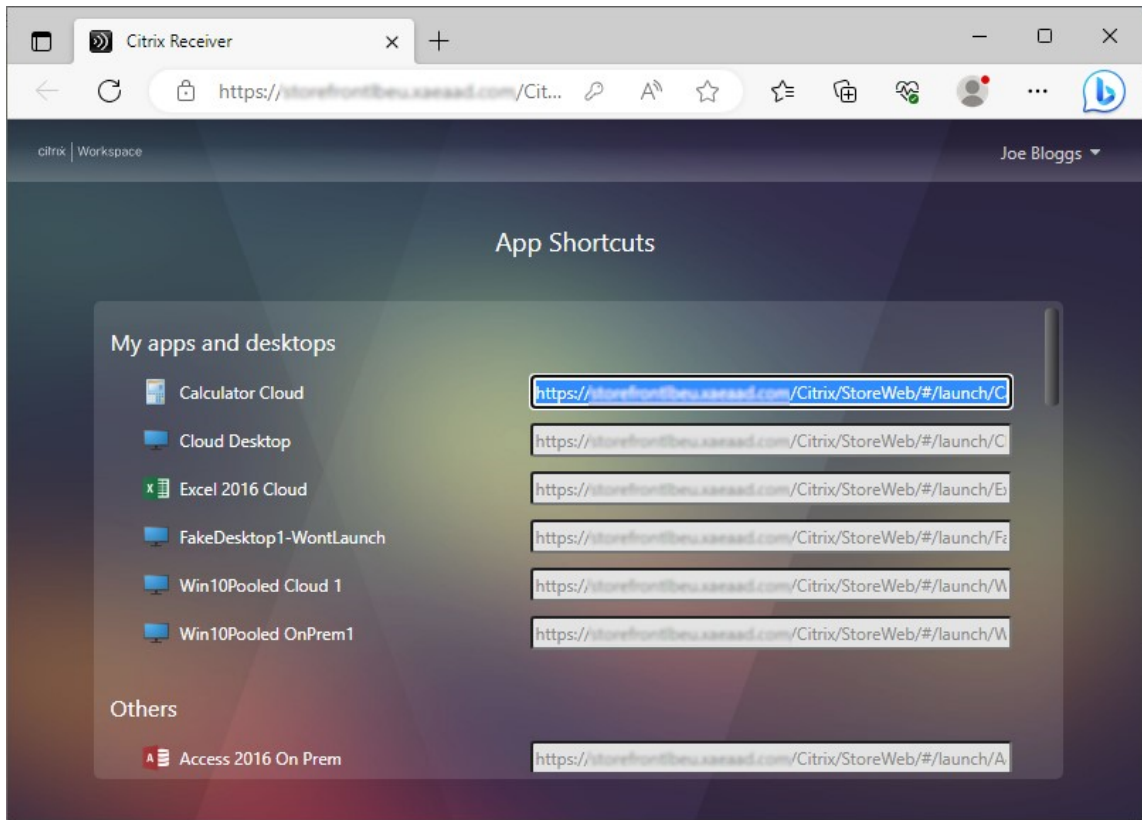 Citrix Receiver
https:// /Cit...
citrix | Workspace
Joe Bloggs
App Shortcuts
My apps and desktops
Calculator Cloud https:// /Citrix/StoreWeb/#/launch/C
Cloud Desktop https:// /Citrix/StoreWeb/#/launch/C
Excel 2016 Cloud https:// /Citrix/StoreWeb/#/launch/Ex
FakeDesktop1-WontLaunch https:// /Citrix/StoreWeb/#/launch/Fa
Win10Pooled Cloud 1 https:// /Citrix/StoreWeb/#/launch/W
Win10Pooled OnPrem1 https:// /Citrix/StoreWeb/#/launch/W
Others
Access 2016 On Prem https:// /Citrix/StoreWeb/#/launch/A